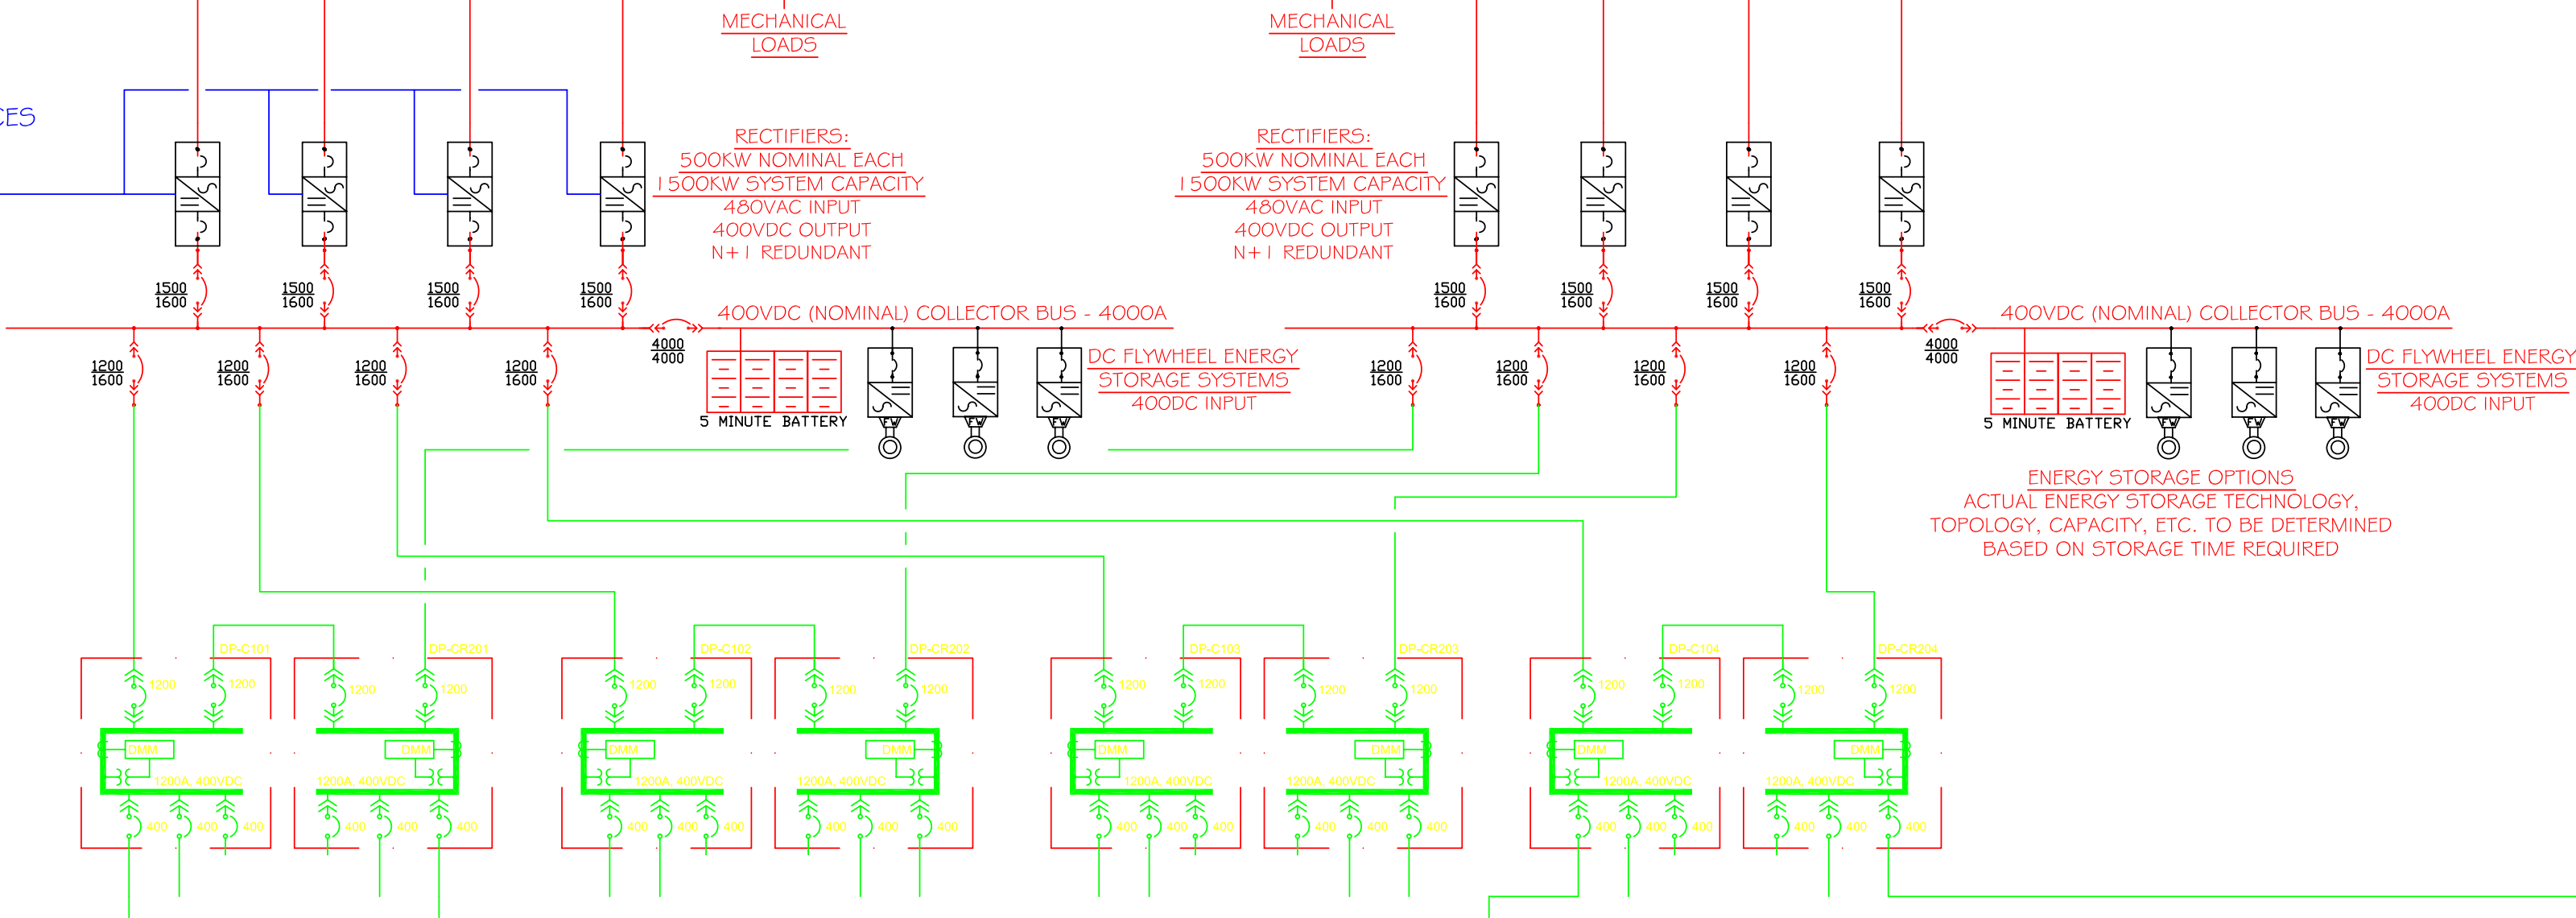 MECHANICAL
LOADS
MECHANICAL
LOADS
CES
RECTIFIERS:
500KW NOMINAL EACH
1500KW SYSTEM CAPACITY
480VAC INPUT
400VDC OUTPUT
N+1 REDUNDANT
RECTIFIERS:
500KW NOMINAL EACH
1500KW SYSTEM CAPACITY
480VAC INPUT
400VDC OUTPUT
N+1 REDUNDANT
1500
1600
1500
1600
1500
1600
1500
1600
1500
1600
1500
1600
1500
1600
1500
1600
400VDC (NOMINAL) COLLECTOR BUS - 4000A
400VDC (NOMINAL) COLLECTOR BUS - 4000A
1200
1600
1200
1600
1200
1600
1200
1600
4000
4000
5 MINUTE BATTERY
FW
FW
FW
DC FLYWHEEL ENERGY
STORAGE SYSTEMS
400DC INPUT
1200
1600
1200
1600
1200
1600
1200
1600
4000
4000
5 MINUTE BATTERY
FW
FW
FW
DC FLYWHEEL ENERGY
STORAGE SYSTEMS
400DC INPUT
ENERGY STORAGE OPTIONS
ACTUAL ENERGY STORAGE TECHNOLOGY,
TOPOLOGY, CAPACITY, ETC. TO BE DETERMINED
BASED ON STORAGE TIME REQUIRED
DP-C101
1200
1200
DMM
1200A, 400VDC
400
400
400
DP-CR201
1200
1200
DMM
1200A, 400VDC
400
400
400
DP-C102
1200
1200
DMM
1200A, 400VDC
400
400
400
DP-CR202
1200
1200
DMM
1200A, 400VDC
400
400
400
DP-C103
1200
1200
DMM
1200A, 400VDC
400
400
400
DP-CR203
1200
1200
DMM
1200A, 400VDC
400
400
400
DP-C104
1200
1200
DMM
1200A, 400VDC
400
400
400
DP-CR204
1200
1200
DMM
1200A, 400VDC
400
400
400